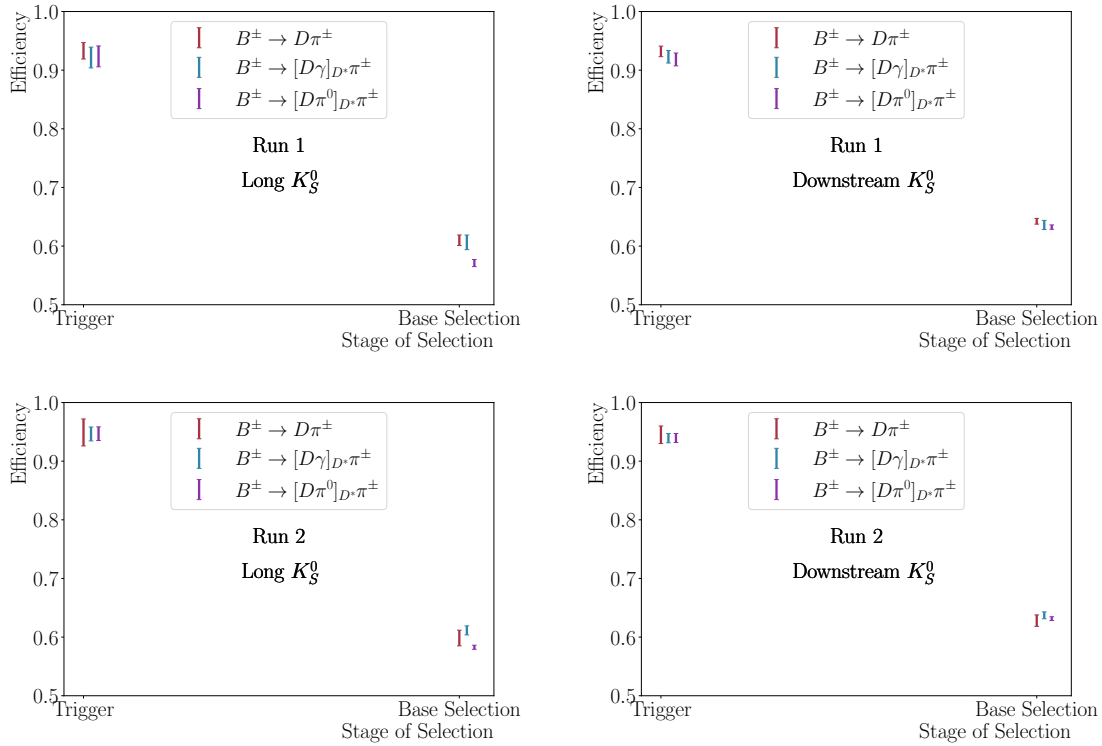 Efficiency
1.0
0.9
0.8
0.7
0.6
0.5
B± → Dπ±
B± → [Dγ]D*π±
B± → [Dπ⁰]D*π±
Run 1
Long K⁰S
Trigger
Base Selection
Stage of Selection
Efficiency
1.0
0.9
0.8
0.7
0.6
0.5
B± → Dπ±
B± → [Dγ]D*π±
B± → [Dπ⁰]D*π±
Run 1
Downstream K⁰S
Trigger
Base Selection
Stage of Selection
Efficiency
1.0
0.9
0.8
0.7
0.6
0.5
B± → Dπ±
B± → [Dγ]D*π±
B± → [Dπ⁰]D*π±
Run 2
Long K⁰S
Trigger
Base Selection
Stage of Selection
Efficiency
1.0
0.9
0.8
0.7
0.6
0.5
B± → Dπ±
B± → [Dγ]D*π±
B± → [Dπ⁰]D*π±
Run 2
Downstream K⁰S
Trigger
Base Selection
Stage of Selection